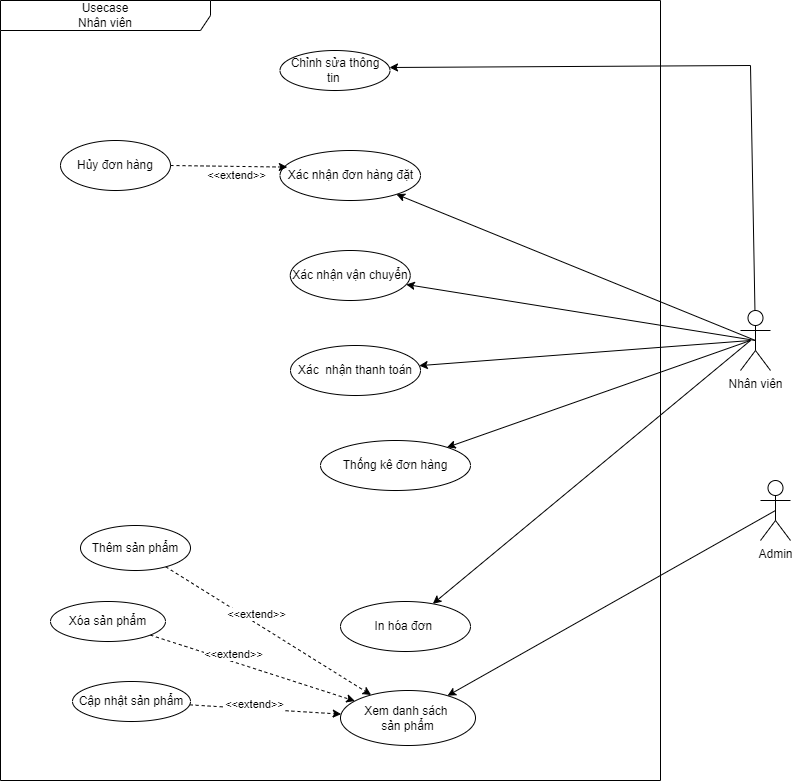 Usecase
Nhân viên
Chỉnh sửa thông
tin
Hủy đơn hàng
<<extend>>
Xác nhận đơn hàng đặt
Xác nhận vận chuyển
Xác  nhận thanh toán
Nhân viên
Thống kê đơn hàng
Admin
Thêm sản phẩm
<<extend>>
Xóa sản phẩm
In hóa đơn
<<extend>>
Cập nhật sản phẩm
<<extend>>
Xem danh sách
sản phẩm